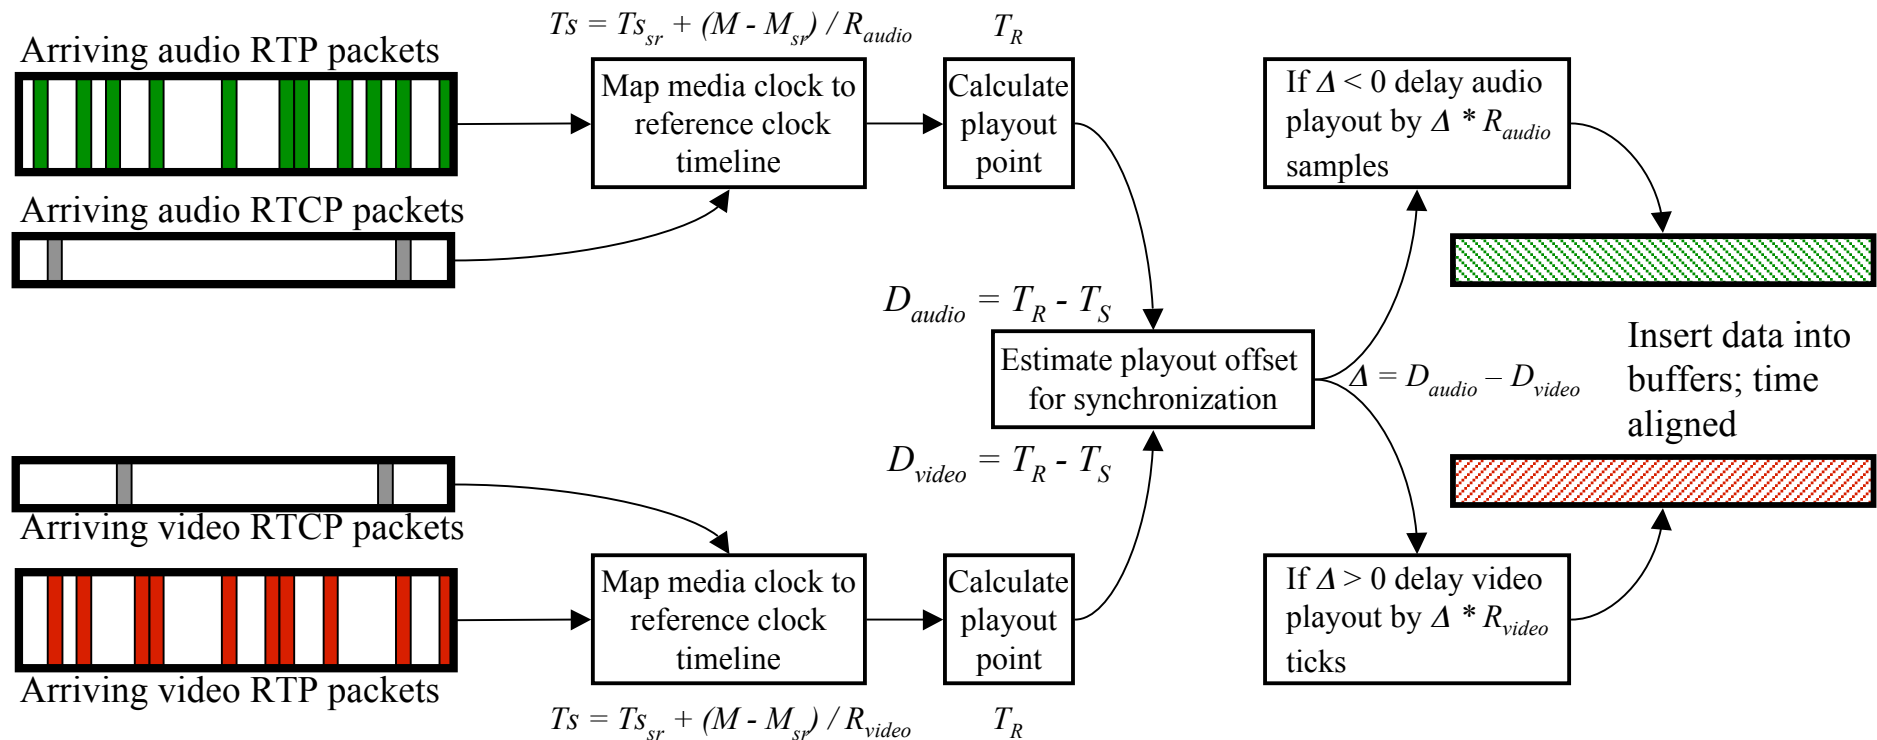 Ts = Ts_sr + (M - M_sr) / R_audio
T_R
Arriving audio RTP packets
Map media clock to
reference clock
timeline
Calculate
playout
point
If Δ < 0 delay audio
playout by Δ * R_audio
samples
Arriving audio RTCP packets
D_audio = T_R - T_S
Estimate playout offset
for synchronization
Δ = D_audio – D_video
Insert data into
buffers; time
aligned
D_video = T_R - T_S
Arriving video RTCP packets
Map media clock to
reference clock
timeline
Calculate
playout
point
If Δ > 0 delay video
playout by Δ * R_video
ticks
Arriving video RTP packets
Ts = Ts_sr + (M - M_sr) / R_video
T_R